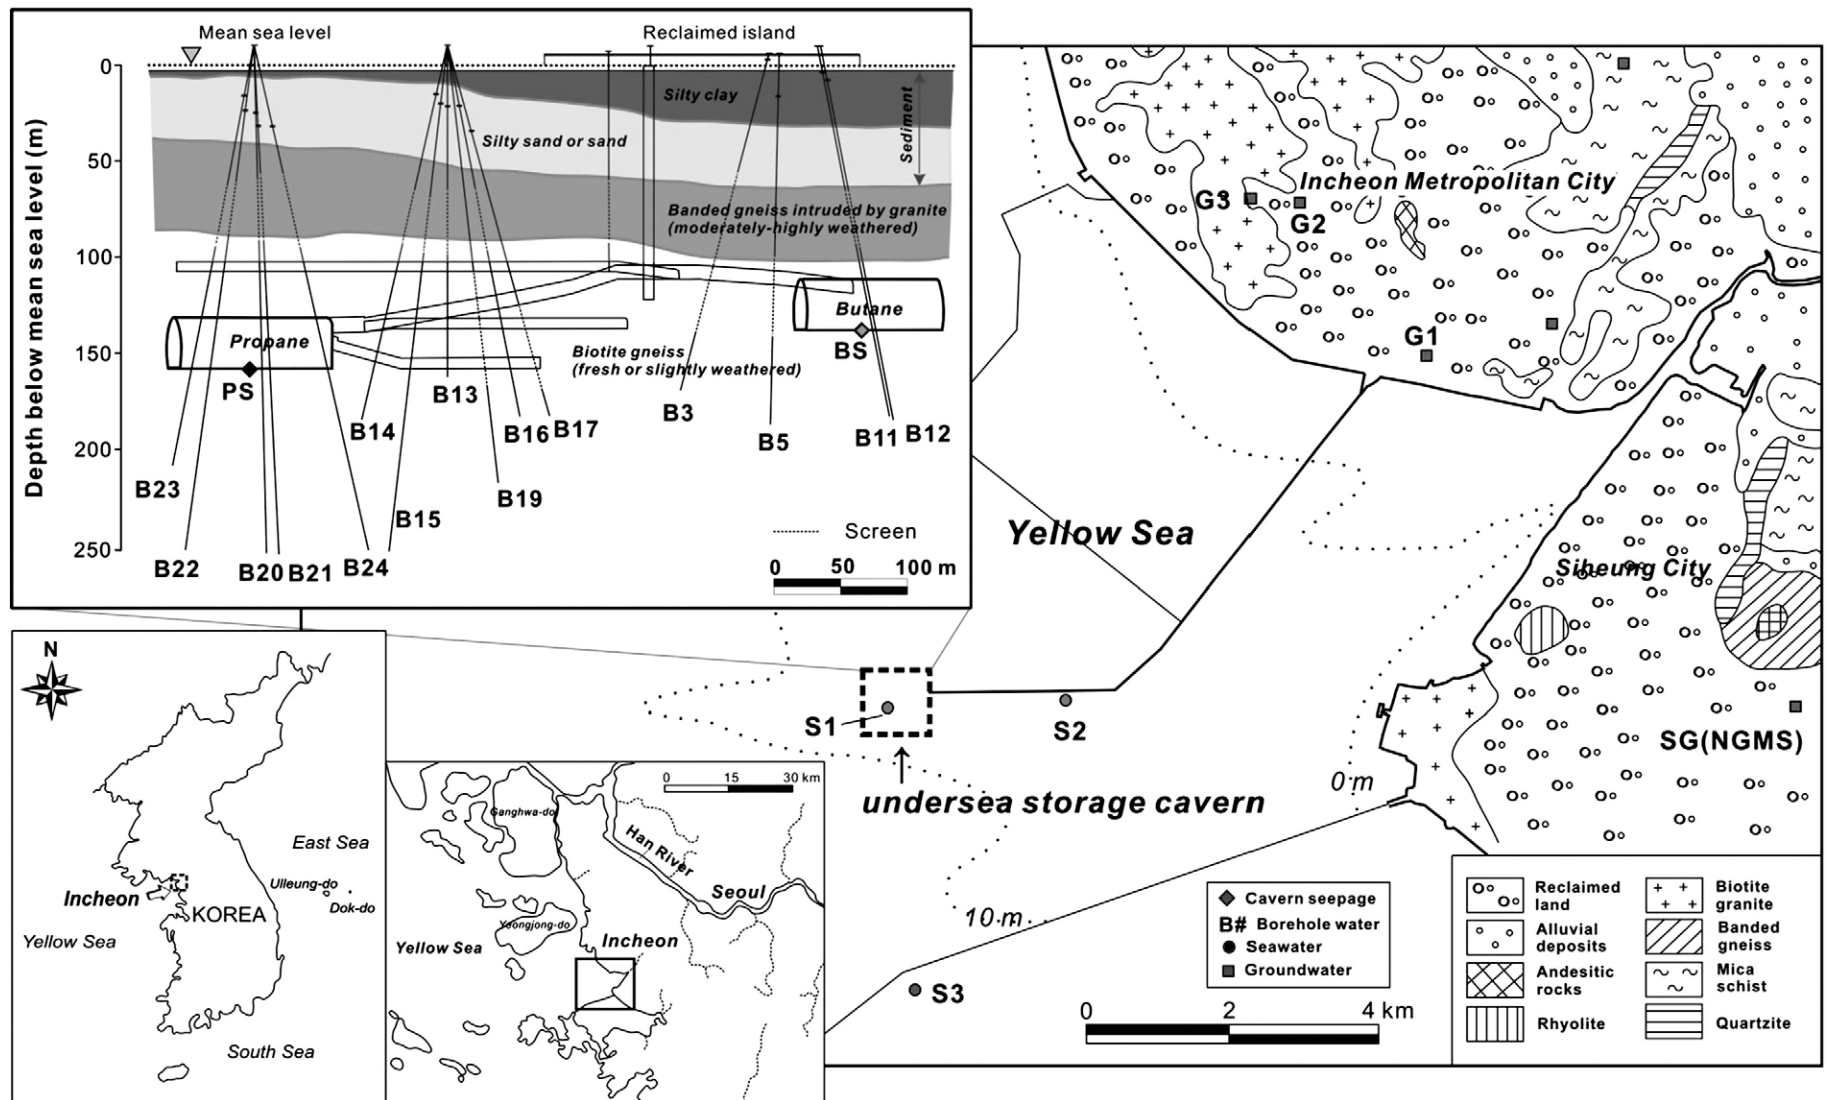 Mean sea level
Reclaimed island
Depth below mean sea level (m)
0
50
100
150
200
250
Silty clay
Silty sand or sand
Sediment
Banded gneiss intruded by granite
(moderately-highly weathered)
Propane
PS
Butane
BS
Biotite gneiss
(fresh or slightly weathered)
B13
B14
B16
B17
B3
B5
B11
B12
B23
B19
B15
B22
B20
B21
B24
Screen
0 50 100 m
Incheon Metropolitan City
G3
G2
G1
Yellow Sea
Siheung City
S1
S2
SG(NGMS)
undersea storage cavern
0 m
10 m
S3
N
East Sea
Ulleung-do
Dok-do
Incheon
KOREA
Yellow Sea
South Sea
0 15 30 km
Ganghwa-do
Han River
Seoul
Yeongjong-do
Yellow Sea
Incheon
Cavern seepage
B# Borehole water
Seawater
Groundwater
0 2 4 km
Reclaimed
land
Biotite
granite
Alluvial
deposits
Banded
gneiss
Andesitic
rocks
Mica
schist
Rhyolite
Quartzite